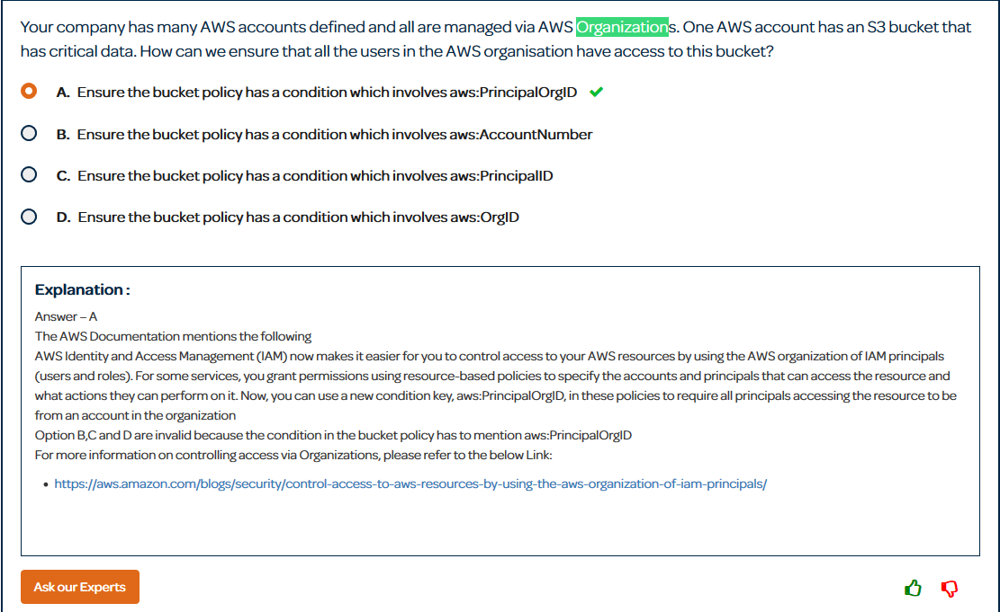 Your company has many AWS accounts defined and all are managed via AWS Organizations. One AWS account has an S3 bucket that
has critical data. How can we ensure that all the users in the AWS organisation have access to this bucket?
A. Ensure the bucket policy has a condition which involves aws:PrincipalOrgID
B. Ensure the bucket policy has a condition which involves aws:AccountNumber
C. Ensure the bucket policy has a condition which involves aws:PrincipalID
D. Ensure the bucket policy has a condition which involves aws:OrgID
Explanation :
Answer – A
The AWS Documentation mentions the following
AWS Identity and Access Management (IAM) now makes it easier for you to control access to your AWS resources by using the AWS organization of IAM principals
(users and roles). For some services, you grant permissions using resource-based policies to specify the accounts and principals that can access the resource and
what actions they can perform on it. Now, you can use a new condition key, aws:PrincipalOrgID, in these policies to require all principals accessing the resource to be
from an account in the organization
Option B,C and D are invalid because the condition in the bucket policy has to mention aws:PrincipalOrgID
For more information on controlling access via Organizations, please refer to the below Link:
• https://aws.amazon.com/blogs/security/control-access-to-aws-resources-by-using-the-aws-organization-of-iam-principals/
Ask our Experts